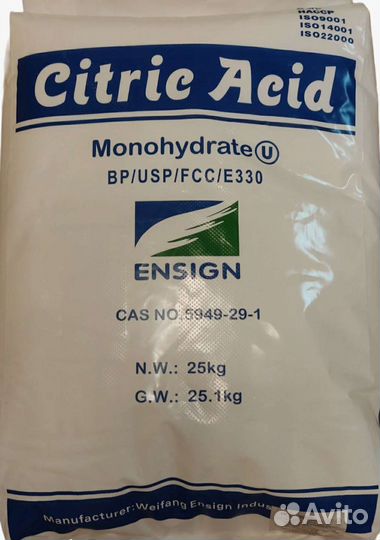 HACCP
ISO9001
ISO14001
ISO22000
Citric Acid
Monohydrate U
BP/USP/FCC/E330
ENSIGN
CAS NO.5949-29-1
N.W.: 25kg
G.W.: 25.1kg
Manufacturer:Weifang Ensign
Avito